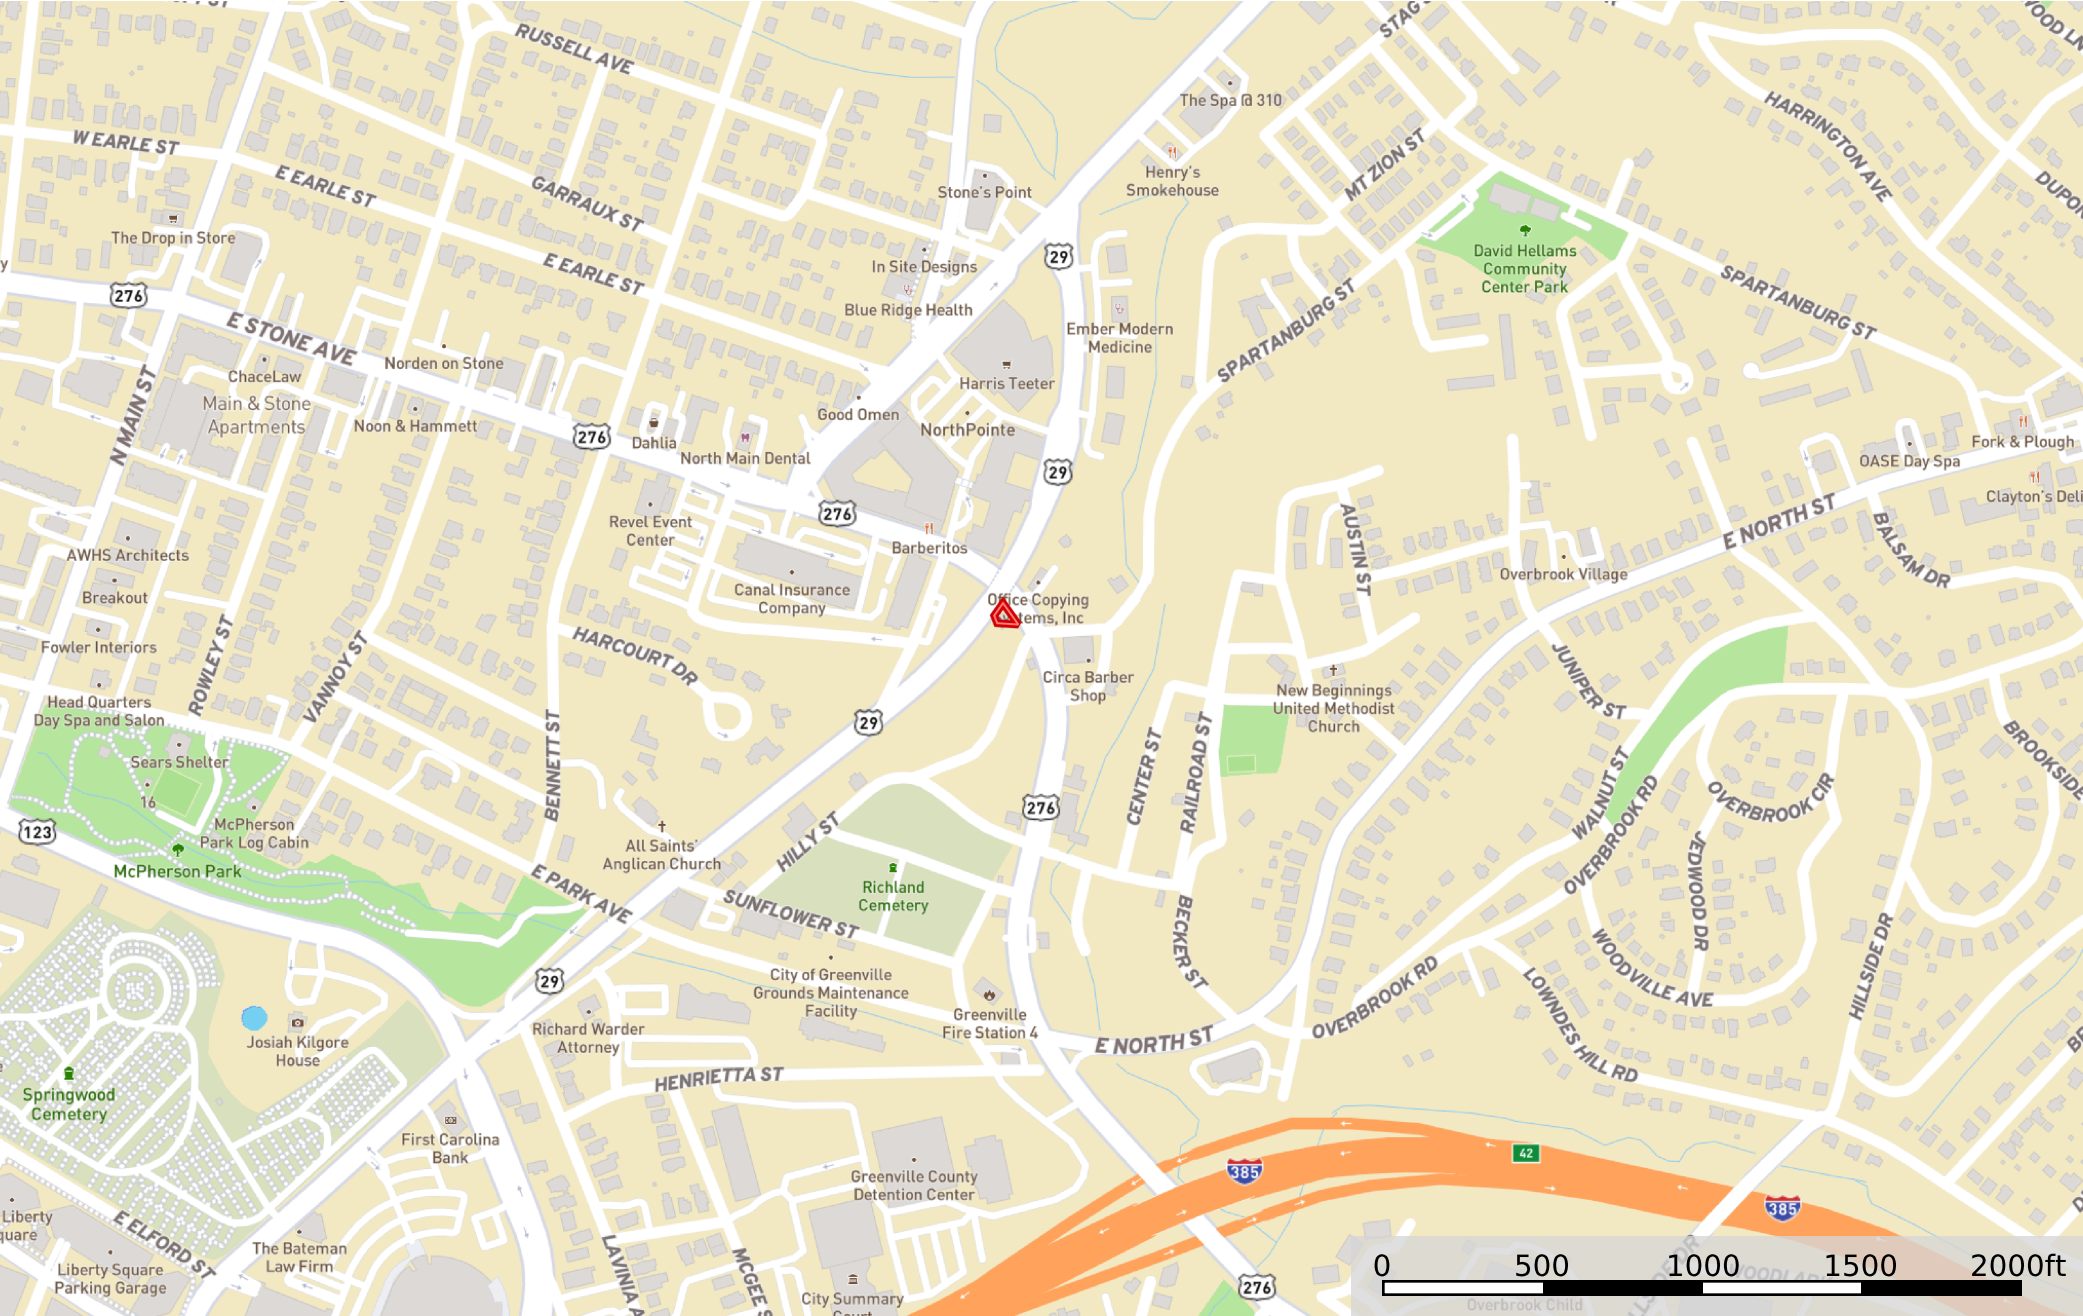 RUSSELL AVE
STAG
WOOD LN
The Spa @ 310
HARRINGTON AVE
W EARLE ST
E EARLE ST
GARRAUX ST
Henry's
Smokehouse
MT ZION ST
Stone's Point
DUPON
The Drop in Store
David Hellams
Community
Center Park
29
In Site Designs
E EARLE ST
276
Blue Ridge Health
SPARTANBURG ST
SPARTANBURG ST
E STONE AVE
Ember Modern
Medicine
Norden on Stone
ChaceLaw
Harris Teeter
Main & Stone
Apartments
N MAIN ST
Noon & Hammett
Good Omen
NorthPointe
276
Dahlia
North Main Dental
Fork & Plough
OASE Day Spa
29
Clayton's Deli
276
Revel Event
Center
AUSTIN ST
E NORTH ST
BALSAM DR
Barberitos
AWHS Architects
Overbrook Village
Breakout
Canal Insurance
Company
Office Copying
tems, Inc
Fowler Interiors
ROWLEY ST
VANNOY ST
HARCOURT DR
Circa Barber
Shop
New Beginnings
United Methodist
Church
JUNIPER ST
Head Quarters
Day Spa and Salon
29
BENNETT ST
CENTER ST
RAILROAD ST
BROOKSIDE
Sears Shelter
16
WALNUT ST
OVERBROOK RD
OVERBROOK CIR
276
123
McPherson
Park Log Cabin
McPherson Park
HILLY ST
All Saints'
Anglican Church
JEDWOOD DR
E PARK AVE
SUNFLOWER ST
Richland
Cemetery
BECKER ST
HILLSIDE DR
WOODVILLE AVE
29
City of Greenville
Grounds Maintenance
Facility
OVERBROOK RD
LOWNDES HILL RD
Greenville
Fire Station 4
Josiah Kilgore
House
Richard Warder
Attorney
E NORTH ST
BE
HENRIETTA ST
Springwood
Cemetery
First Carolina
Bank
42
385
Greenville County
Detention Center
385
Liberty
quare
E ELFORD ST
The Bateman
Law Firm
LAVINIA A
MCGEE S
Liberty Square
Parking Garage
City Summary
Court
276
0 500 1000 1500 2000ft
WOODLA
Overbrook Child